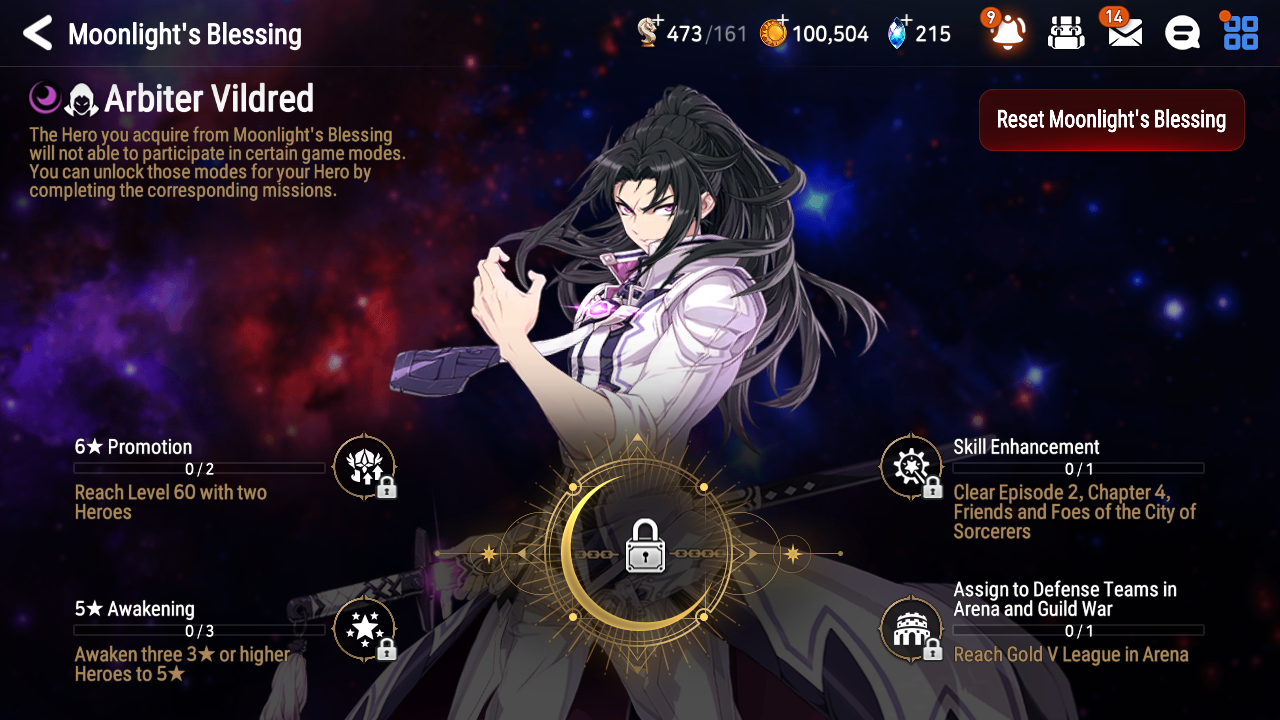 Moonlight's Blessing
473/161
100,504
215
9
14
Arbiter Vildred
The Hero you acquire from Moonlight's Blessing
will not able to participate in certain game modes.
You can unlock those modes for your Hero by
completing the corresponding missions.
Reset Moonlight's Blessing
6★ Promotion
0/2
Reach Level 60 with two
Heroes
Skill Enhancement
0/1
Clear Episode 2, Chapter 4,
Friends and Foes of the City of
Sorcerers
5★ Awakening
0/3
Awaken three 3★ or higher
Heroes to 5★
Assign to Defense Teams in
Arena and Guild War
0/1
Reach Gold V League in Arena